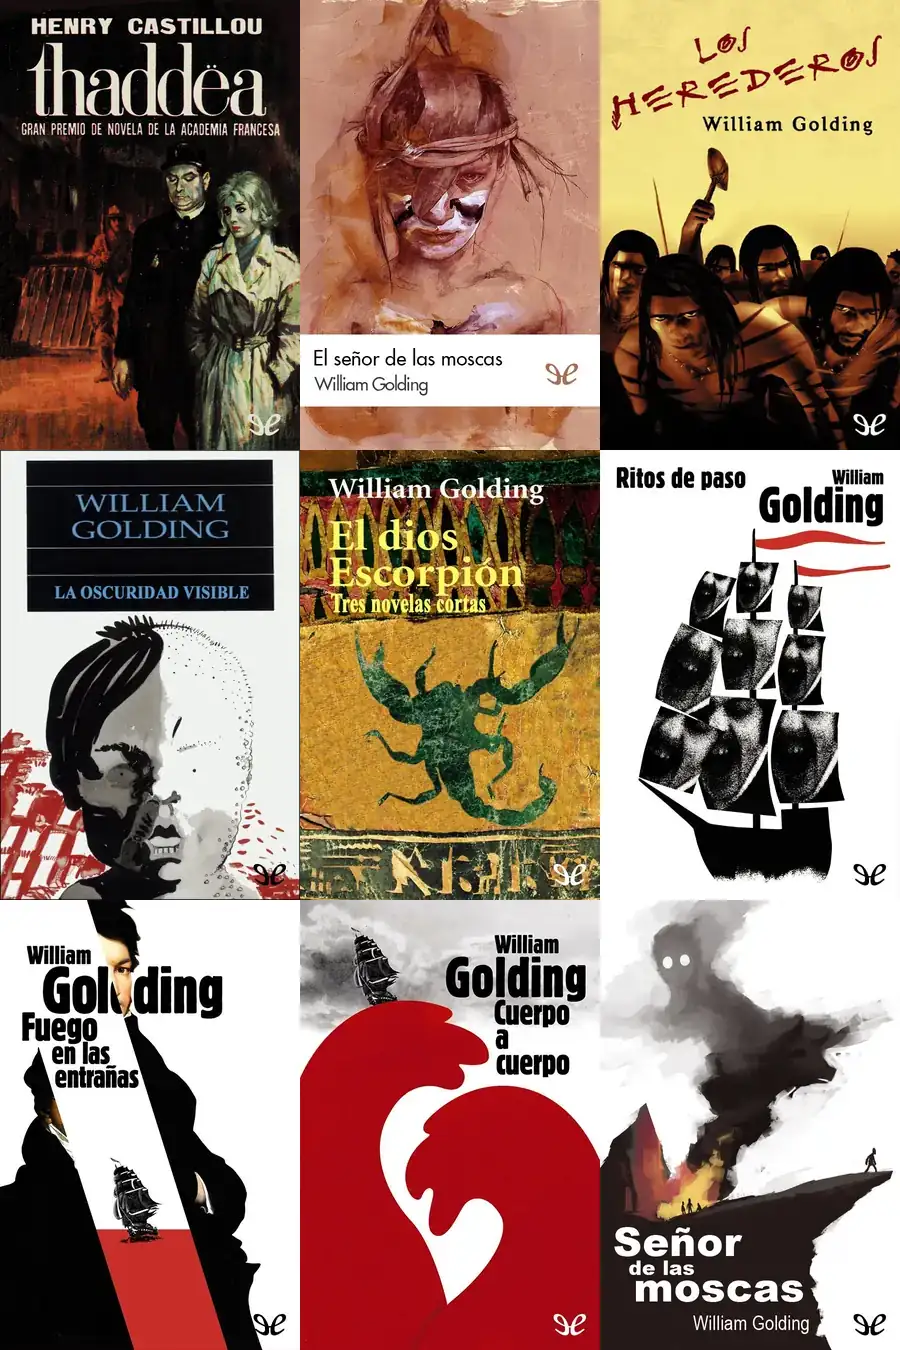 HENRY CASTILLOU
thaddëa
GRAN PREMIO DE NOVELA DE LA ACADEMIA FRANCESA
El señor de las moscas
William Golding
LOS
HEREDEROS
William Golding
WILLIAM
GOLDING
LA OSCURIDAD VISIBLE
William Golding
El dios
Escorpión
Tres novelas cortas
Ritos de paso
William
Golding
William
Golding
Fuego
en las
entrañas
William
Golding
Cuerpo
a
cuerpo
Señor
de las
moscas
William Golding